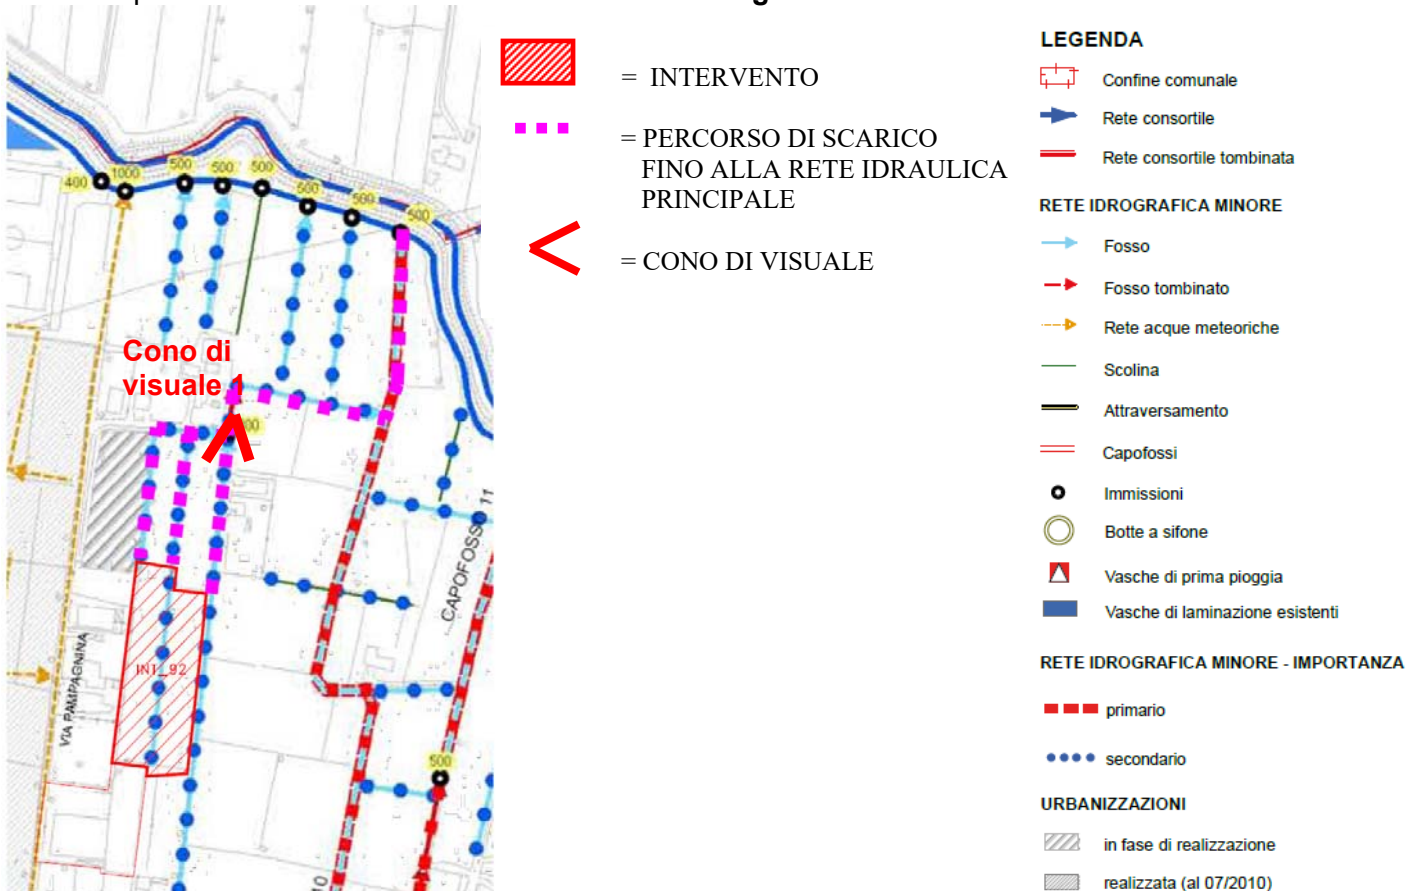 = INTERVENTO
= PERCORSO DI SCARICO
FINO ALLA RETE IDRAULICA
PRINCIPALE
= CONO DI VISUALE
400
1000
500
500
500
500
500
500
Cono di
visuale 1
CAPOFOSSO 11
VIA PAMPAGNINA
INT_92
500
10
LEGENDA
Confine comunale
Rete consortile
Rete consortile tombinata
RETE IDROGRAFICA MINORE
Fosso
Fosso tombinato
Rete acque meteoriche
Scolina
Attraversamento
Capofossi
Immissioni
Botte a sifone
Vasche di prima pioggia
Vasche di laminazione esistenti
RETE IDROGRAFICA MINORE - IMPORTANZA
primario
secondario
URBANIZZAZIONI
in fase di realizzazione
realizzata (al 07/2010)